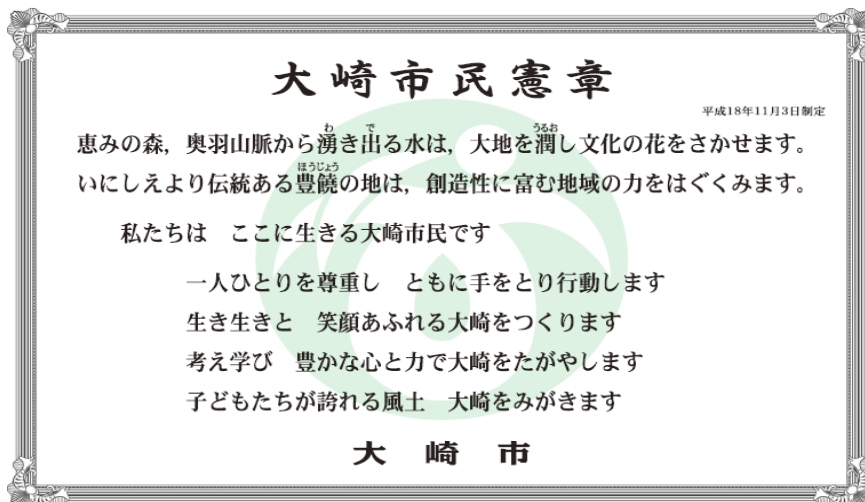 大崎市民憲章
平成18年11月3日制定
恵みの森，奥羽山脈から湧き出る水は，大地を潤し文化の花をさかせます。
いにしえより伝統ある豊饒の地は，創造性に富む地域の力をはぐくみます。
私たちは　ここに生きる大崎市民です
一人ひとりを尊重し　ともに手をとり行動します
生き生きと　笑顔あふれる大崎をつくります
考え学び　豊かな心と力で大崎をたがやします
子どもたちが誇れる風土　大崎をみがきます
大　崎　市